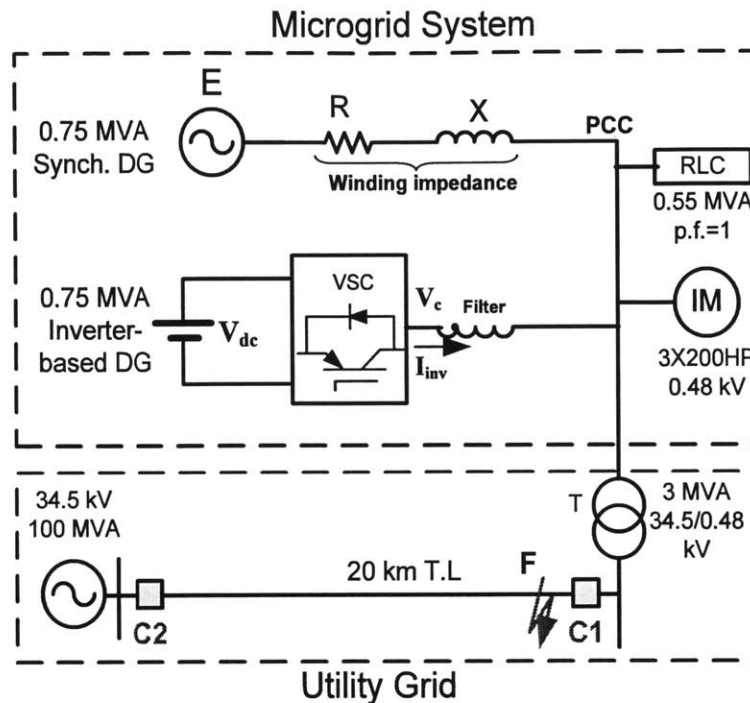 Microgrid System
E
R
X
PCC
0.75 MVA
Synch. DG
Winding impedance
RLC
0.55 MVA
p.f.=1
VSC
V_c
Filter
0.75 MVA
Inverter-
based DG
V_dc
I_inv
IM
3X200HP
0.48 kV
34.5 kV
100 MVA
T
3 MVA
34.5/0.48
kV
20 km T.L
F
C2
C1
Utility Grid